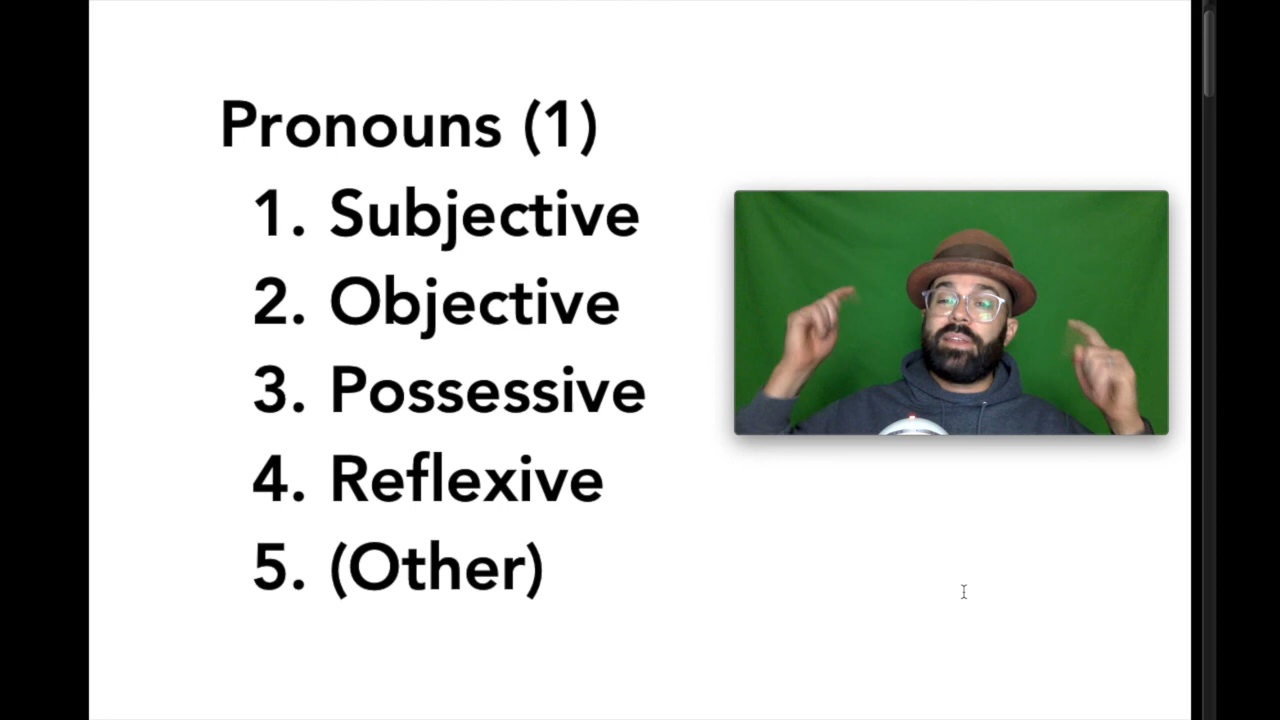 Pronouns (1)
1. Subjective
2. Objective
3. Possessive
4. Reflexive
5. (Other)